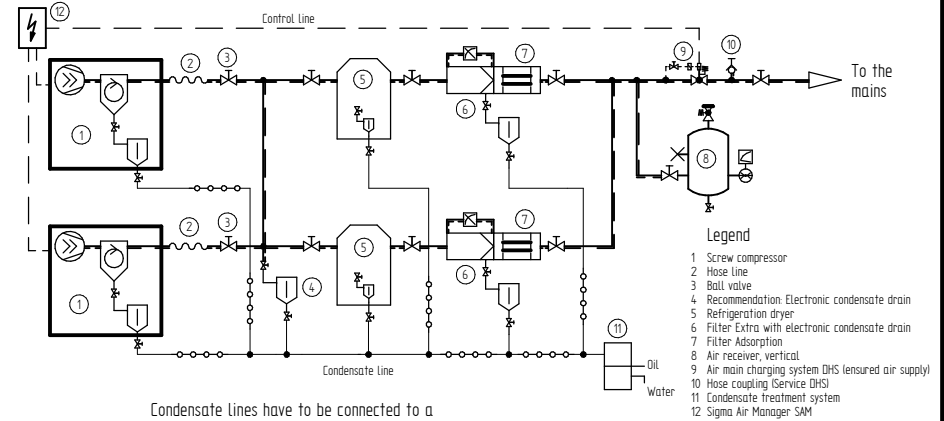 12
Control line
2
3
5
7
9
10
To the
mains
1
6
8
2
3
5
7
Legend
1 Screw compressor
2 Hose line
3 Ball valve
4 Recommendation: Electronic condensate drain
5 Refrigeration dryer
6 Filter Extra with electronic condensate drain
7 Filter Adsorption
8 Air receiver, vertical
9 Air main charging system DHS (ensured air supply)
10 Hose coupling (Service DHS)
11 Condensate treatment system
12 Sigma Air Manager SAM
1
4
6
11
Oil
Water
Condensate line
Condensate lines have to be connected to a